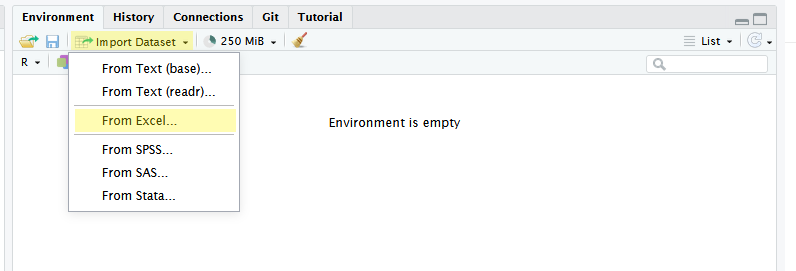 Environment History Connections Git Tutorial
Import Dataset 250 MiB List
R
From Text (base)...
From Text (readr)...
From Excel...
Environment is empty
From SPSS...
From SAS...
From Stata...